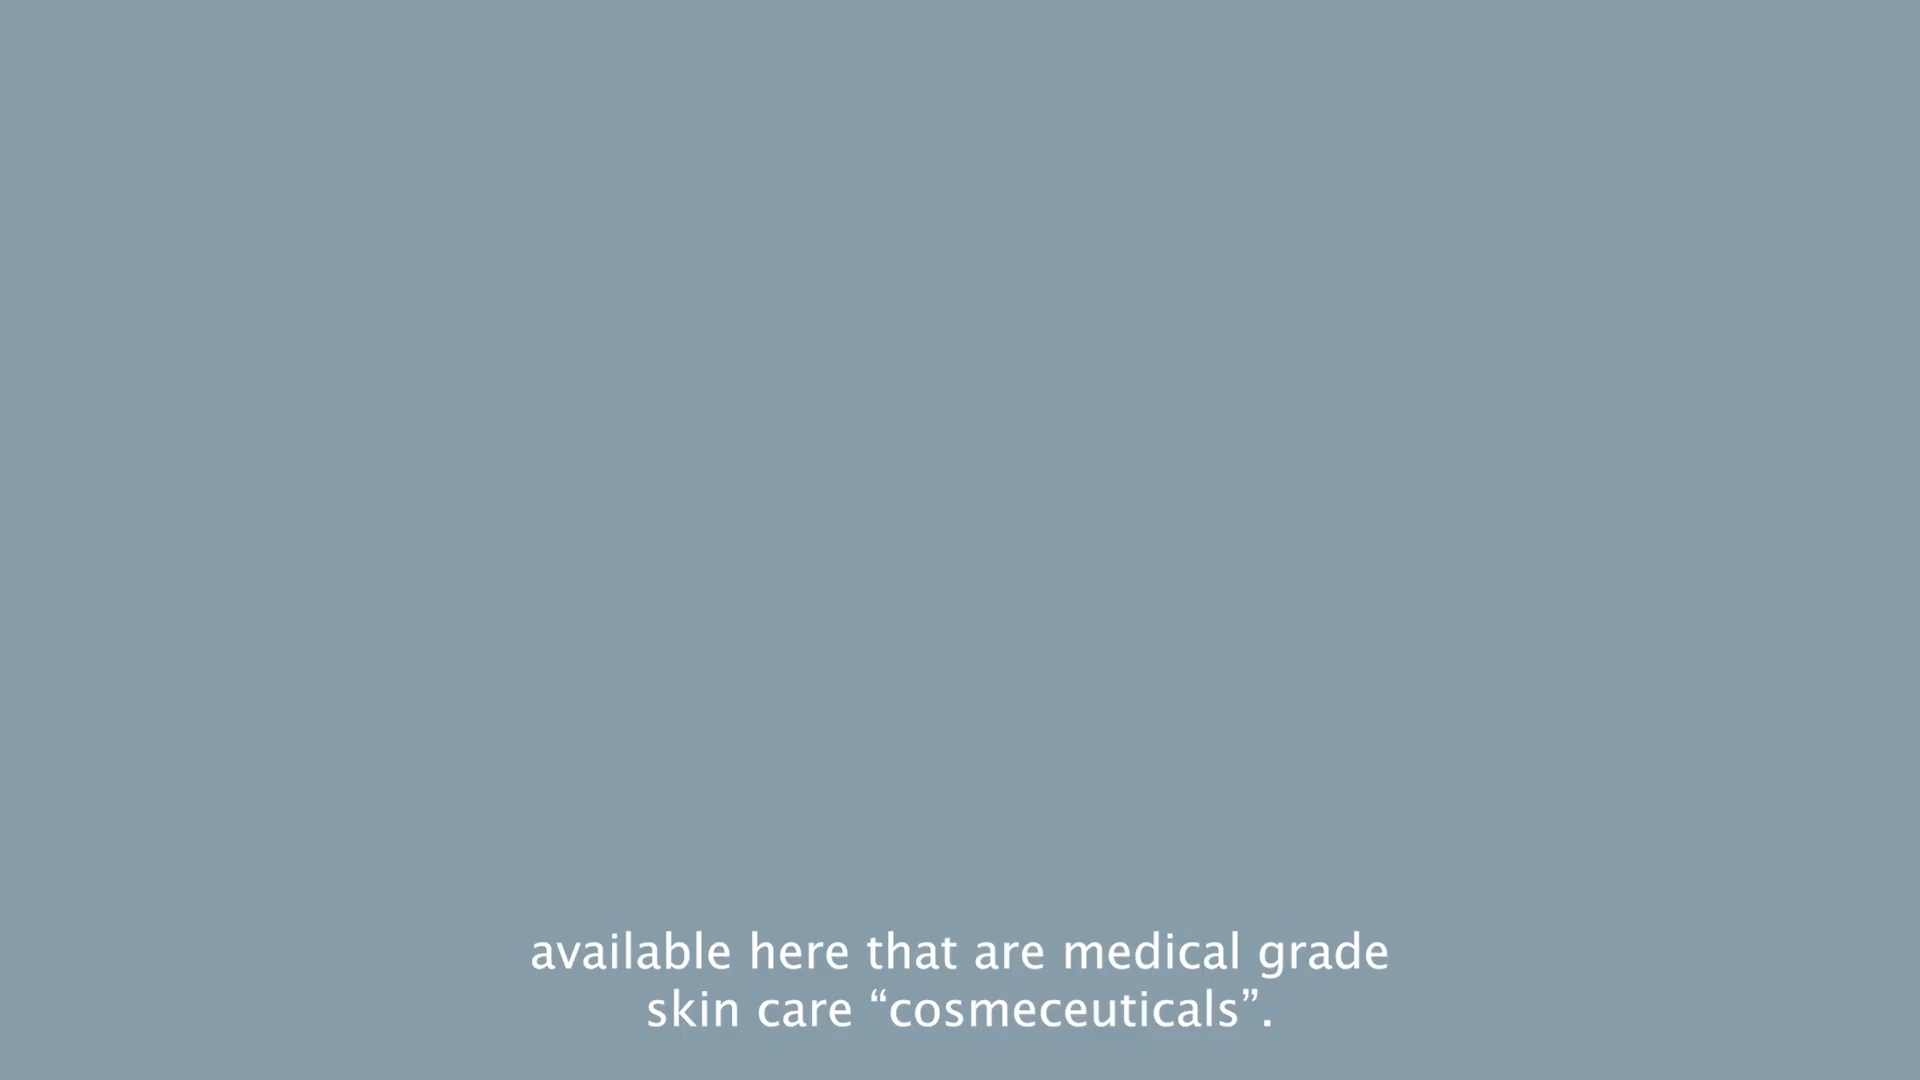 available here that are medical grade
skin care “cosmeceuticals”.